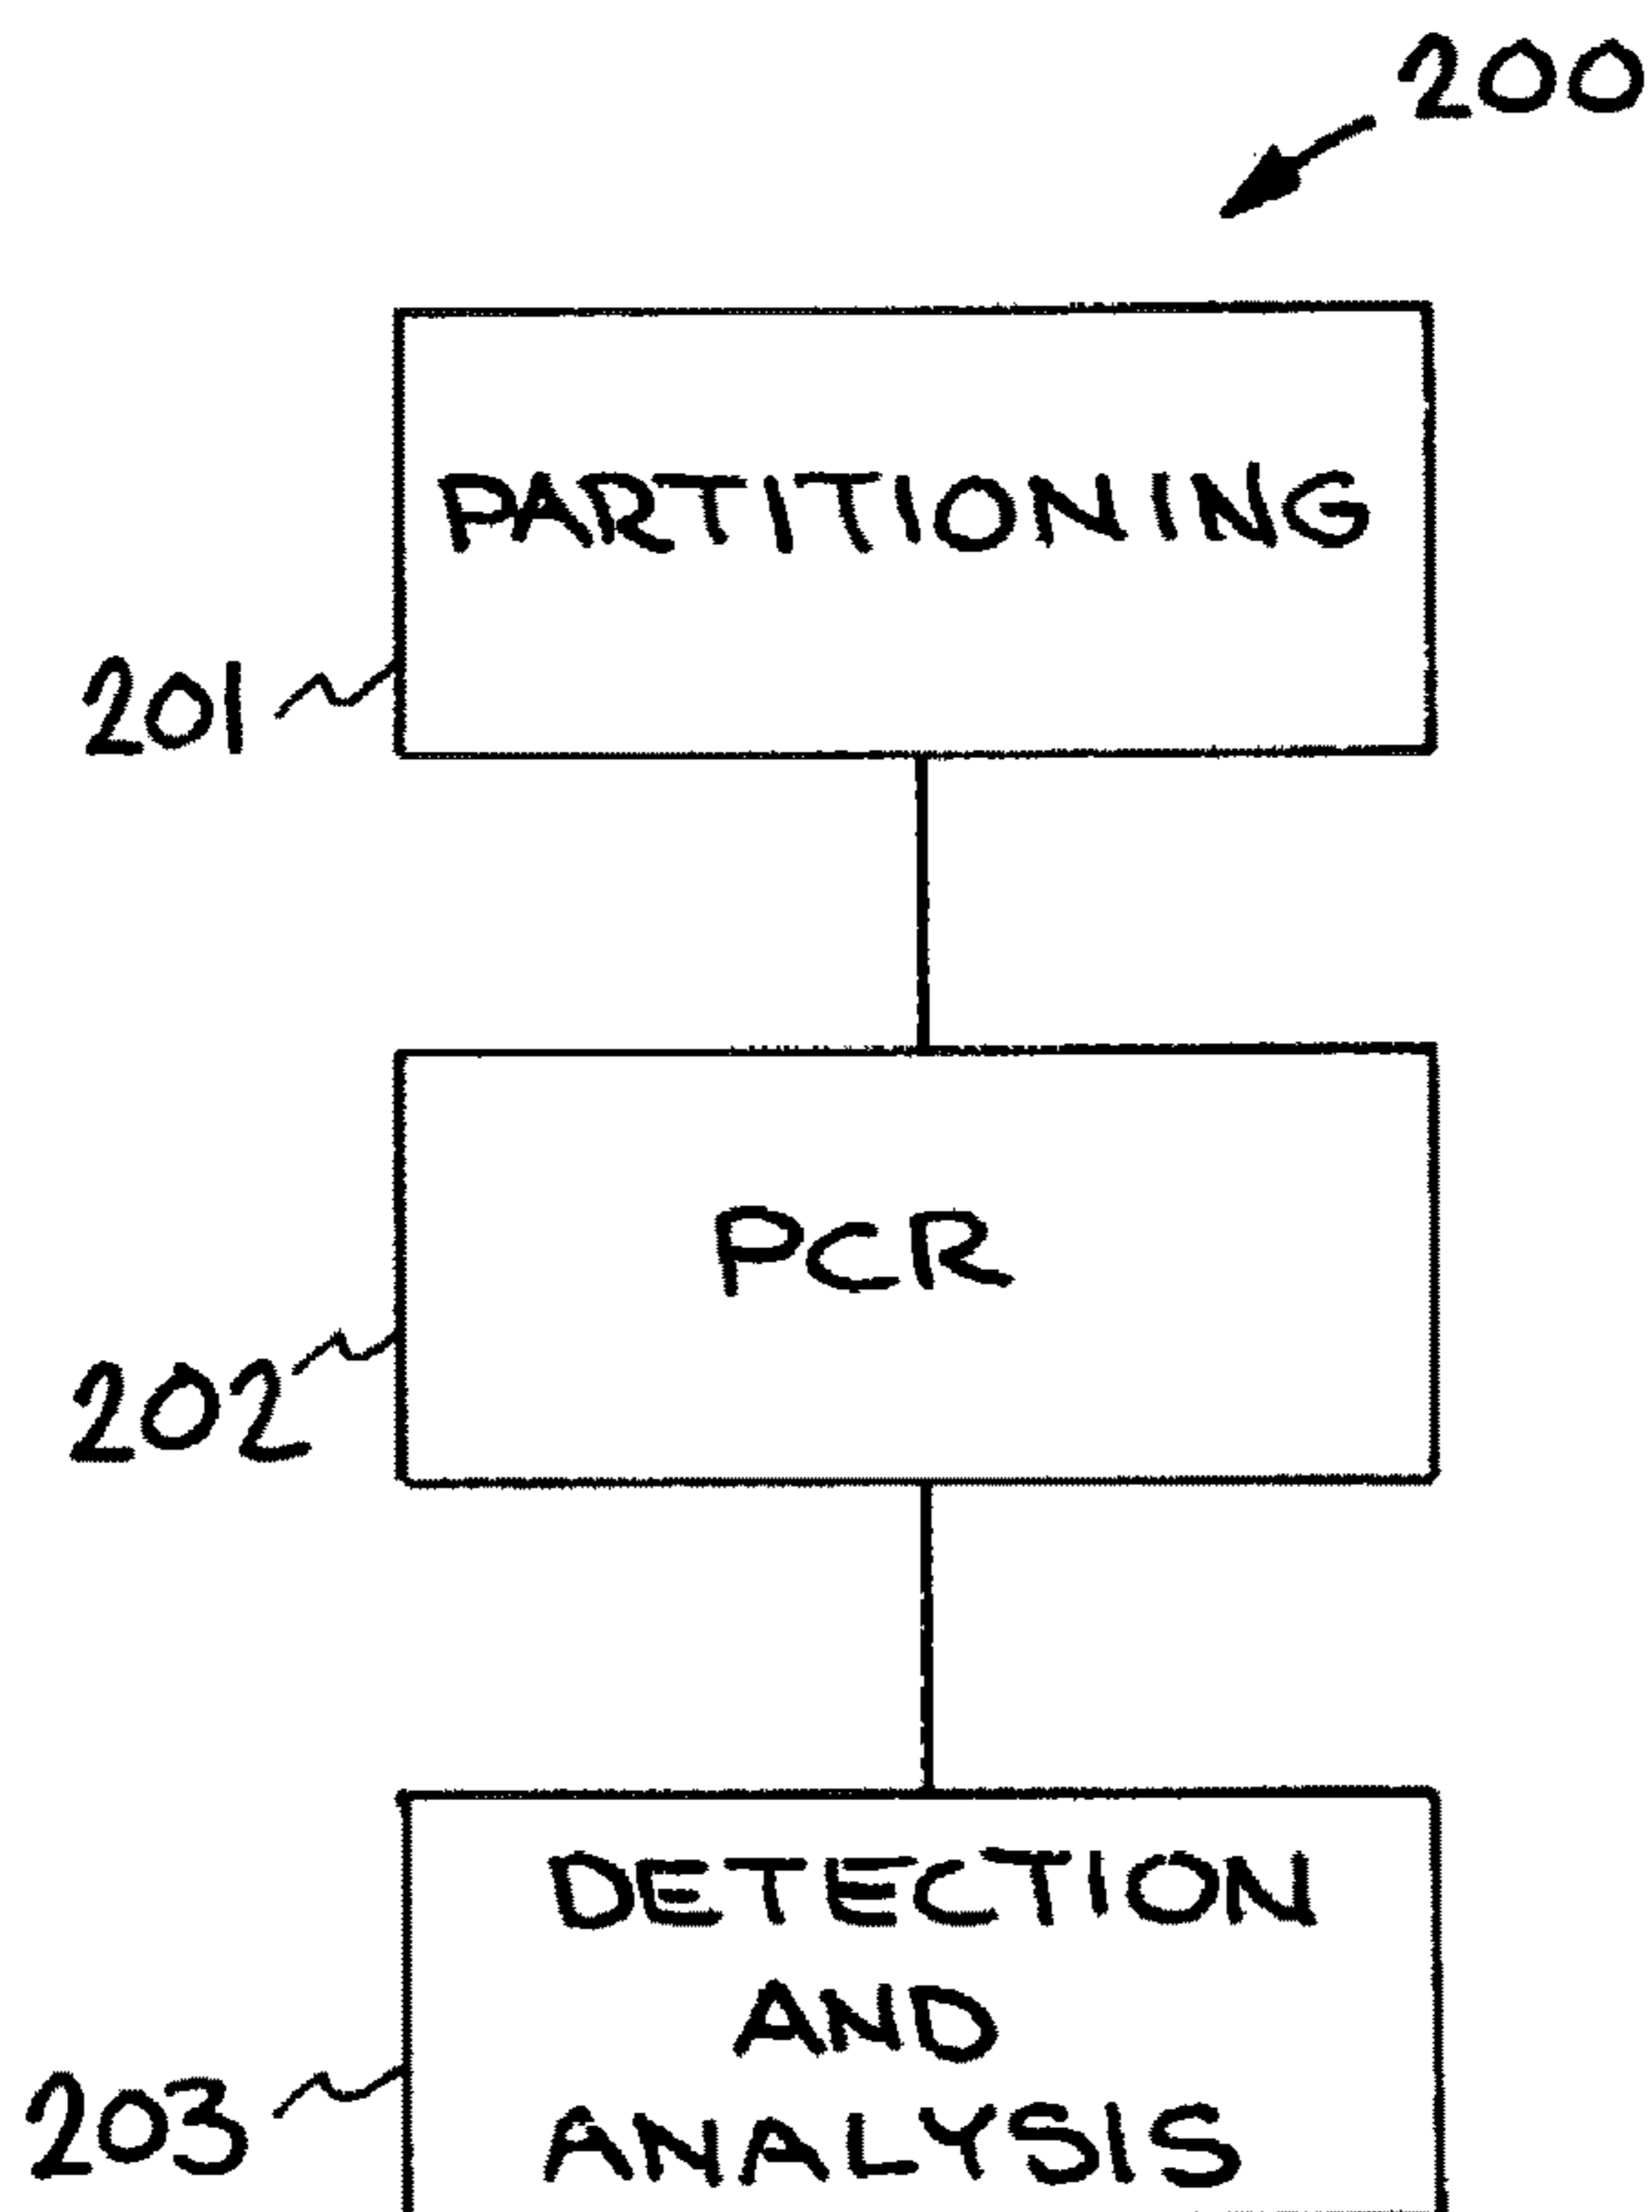 200
PARTITIONING
201
PCR
202
DETECTION
AND
ANALYSIS
203